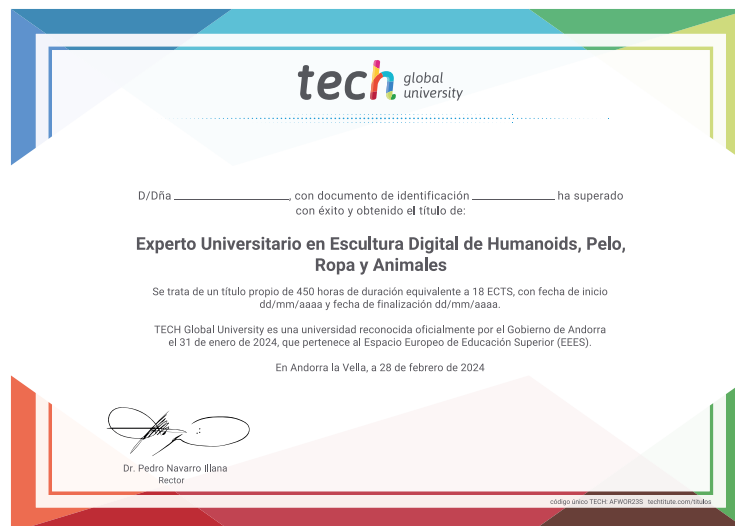 tech global
university
D/Dña ______________, con documento de identificación ______________ ha superado
con éxito y obtenido el título de:
Experto Universitario en Escultura Digital de Humanoids, Pelo,
Ropa y Animales
Se trata de un título propio de 450 horas de duración equivalente a 18 ECTS, con fecha de inicio
dd/mm/aaaa y fecha de finalización dd/mm/aaaa.
TECH Global University es una universidad reconocida oficialmente por el Gobierno de Andorra
el 31 de enero de 2024, que pertenece al Espacio Europeo de Educación Superior (EEES).
En Andorra la Vella, a 28 de febrero de 2024
Dr. Pedro Navarro Illana
Rector
código único TECH: AFWOR23S techtitute.com/titulos